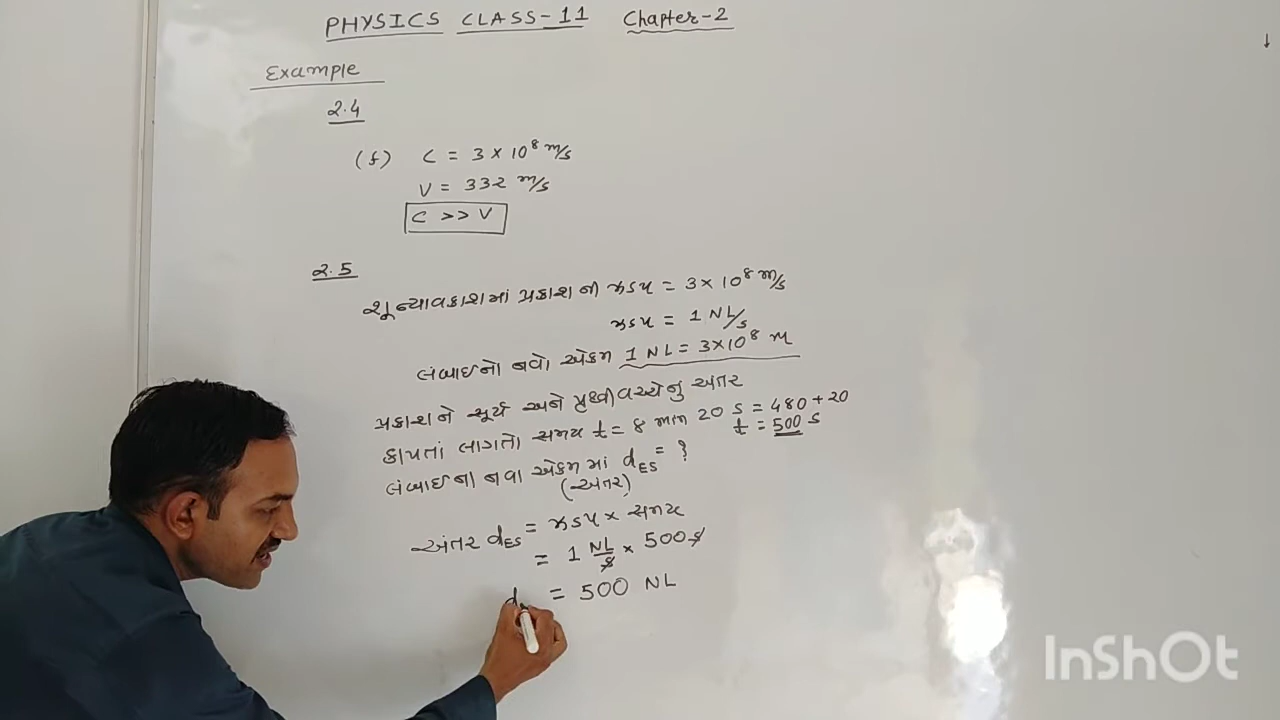 PHYSICS CLASS-11 Chapter-2
Example
2.4
(f) C = 3 × 10⁸ m/s
V = 332 m/s
C >> V
2.5
શૂન્યાવકાશમાં પ્રકાશની ઝડપ = 3 × 10⁸ m/s
ઝડપ = 1 NL/s
લંબાઈનો નવો એકમ 1 NL = 3×10⁸ m
પ્રકાશને સૂર્ય અને પૃથ્વી વચ્ચેનું અંતર
કાપતાં લાગતો સમય t = 8 માન 20 s = 480 + 20
t = 500 s
લંબાઈના નવા એકમ માં dES = ?
(અંતર)
અંતર dES = ઝડપ × સમય
= 1 NL/s × 500 s
d = 500 NL
InShOt